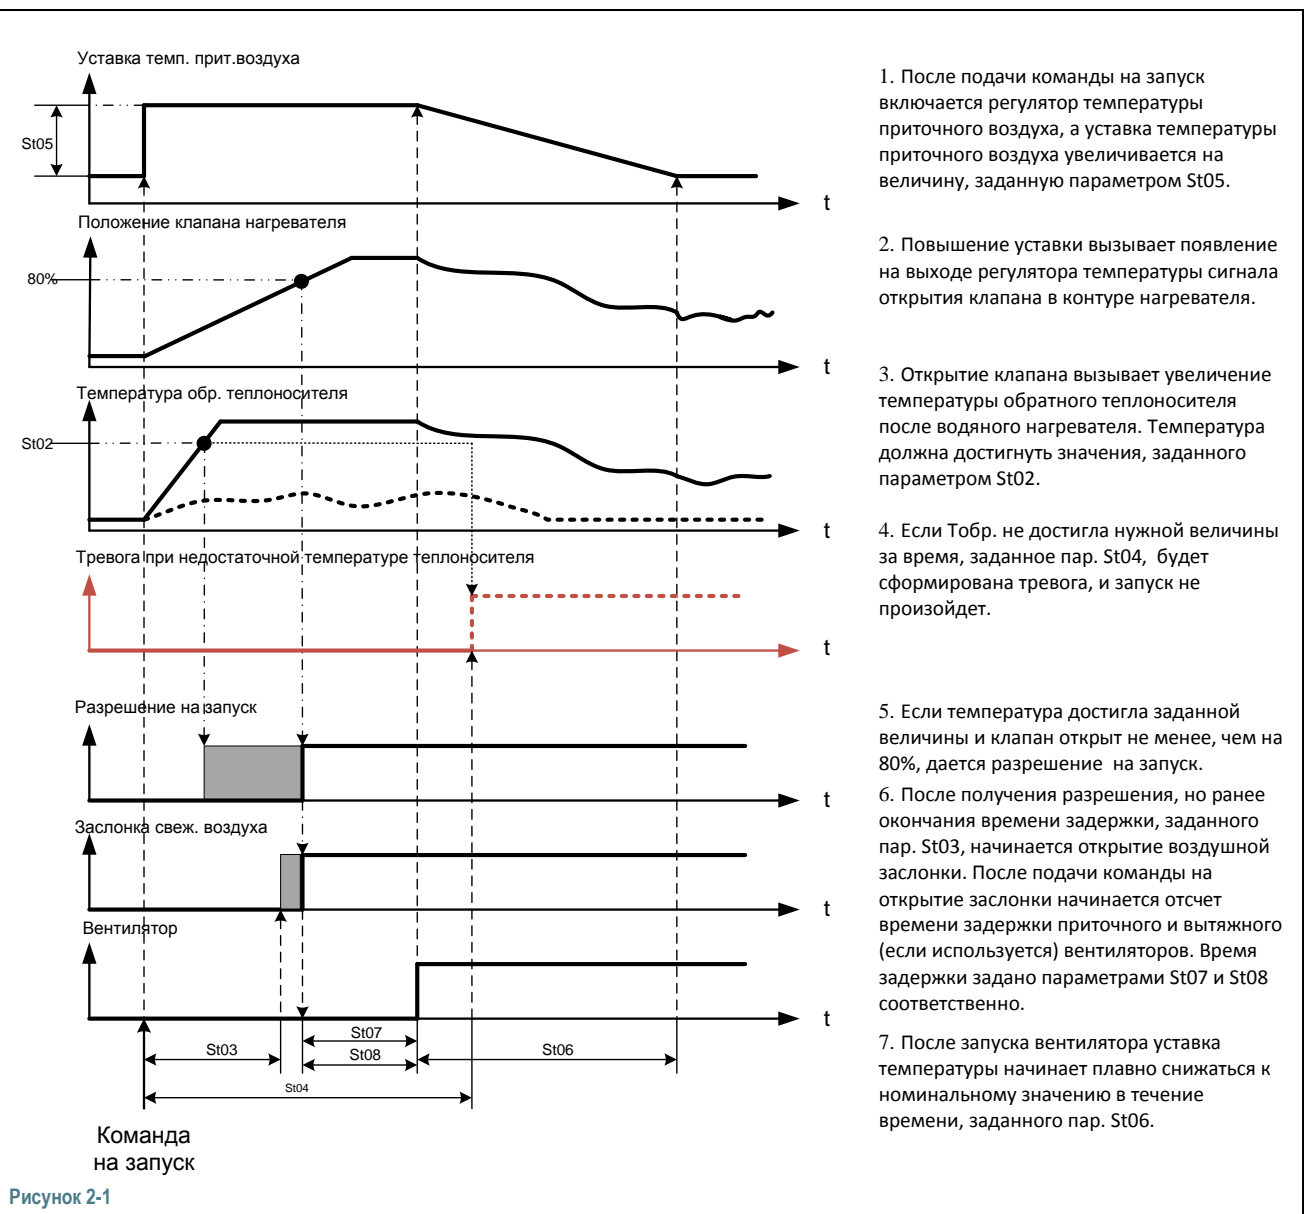 Уставка темп. прит.воздуха
St05
t
Положение клапана нагревателя
80%
t
Температура обр. теплоносителя
St02
t
Тревога при недостаточной температуре теплоносителя
t
Разрешение на запуск
t
Заслонка свеж. воздуха
t
Вентилятор
t
St07
St03
St08
St06
St04
Команда
на запуск
Рисунок 2-1
1. После подачи команды на запуск
включается регулятор температуры
приточного воздуха, а уставка температуры
приточного воздуха увеличивается на
величину, заданную параметром St05.
2. Повышение уставки вызывает появление
на выходе регулятора температуры сигнала
открытия клапана в контуре нагревателя.
3. Открытие клапана вызывает увеличение
температуры обратного теплоносителя
после водяного нагревателя. Температура
должна достигнуть значения, заданного
параметром St02.
4. Если Тобр. не достигла нужной величины
за время, заданное пар. St04, будет
сформирована тревога, и запуск не
произойдет.
5. Если температура достигла заданной
величины и клапан открыт не менее, чем на
80%, дается разрешение на запуск.
6. После получения разрешения, но ранее
окончания времени задержки, заданного
пар. St03, начинается открытие воздушной
заслонки. После подачи команды на
открытие заслонки начинается отсчет
времени задержки приточного и вытяжного
(если используется) вентиляторов. Время
задержки задано параметрами St07 и St08
соответственно.
7. После запуска вентилятора уставка
температуры начинает плавно снижаться к
номинальному значению в течение
времени, заданного пар. St06.